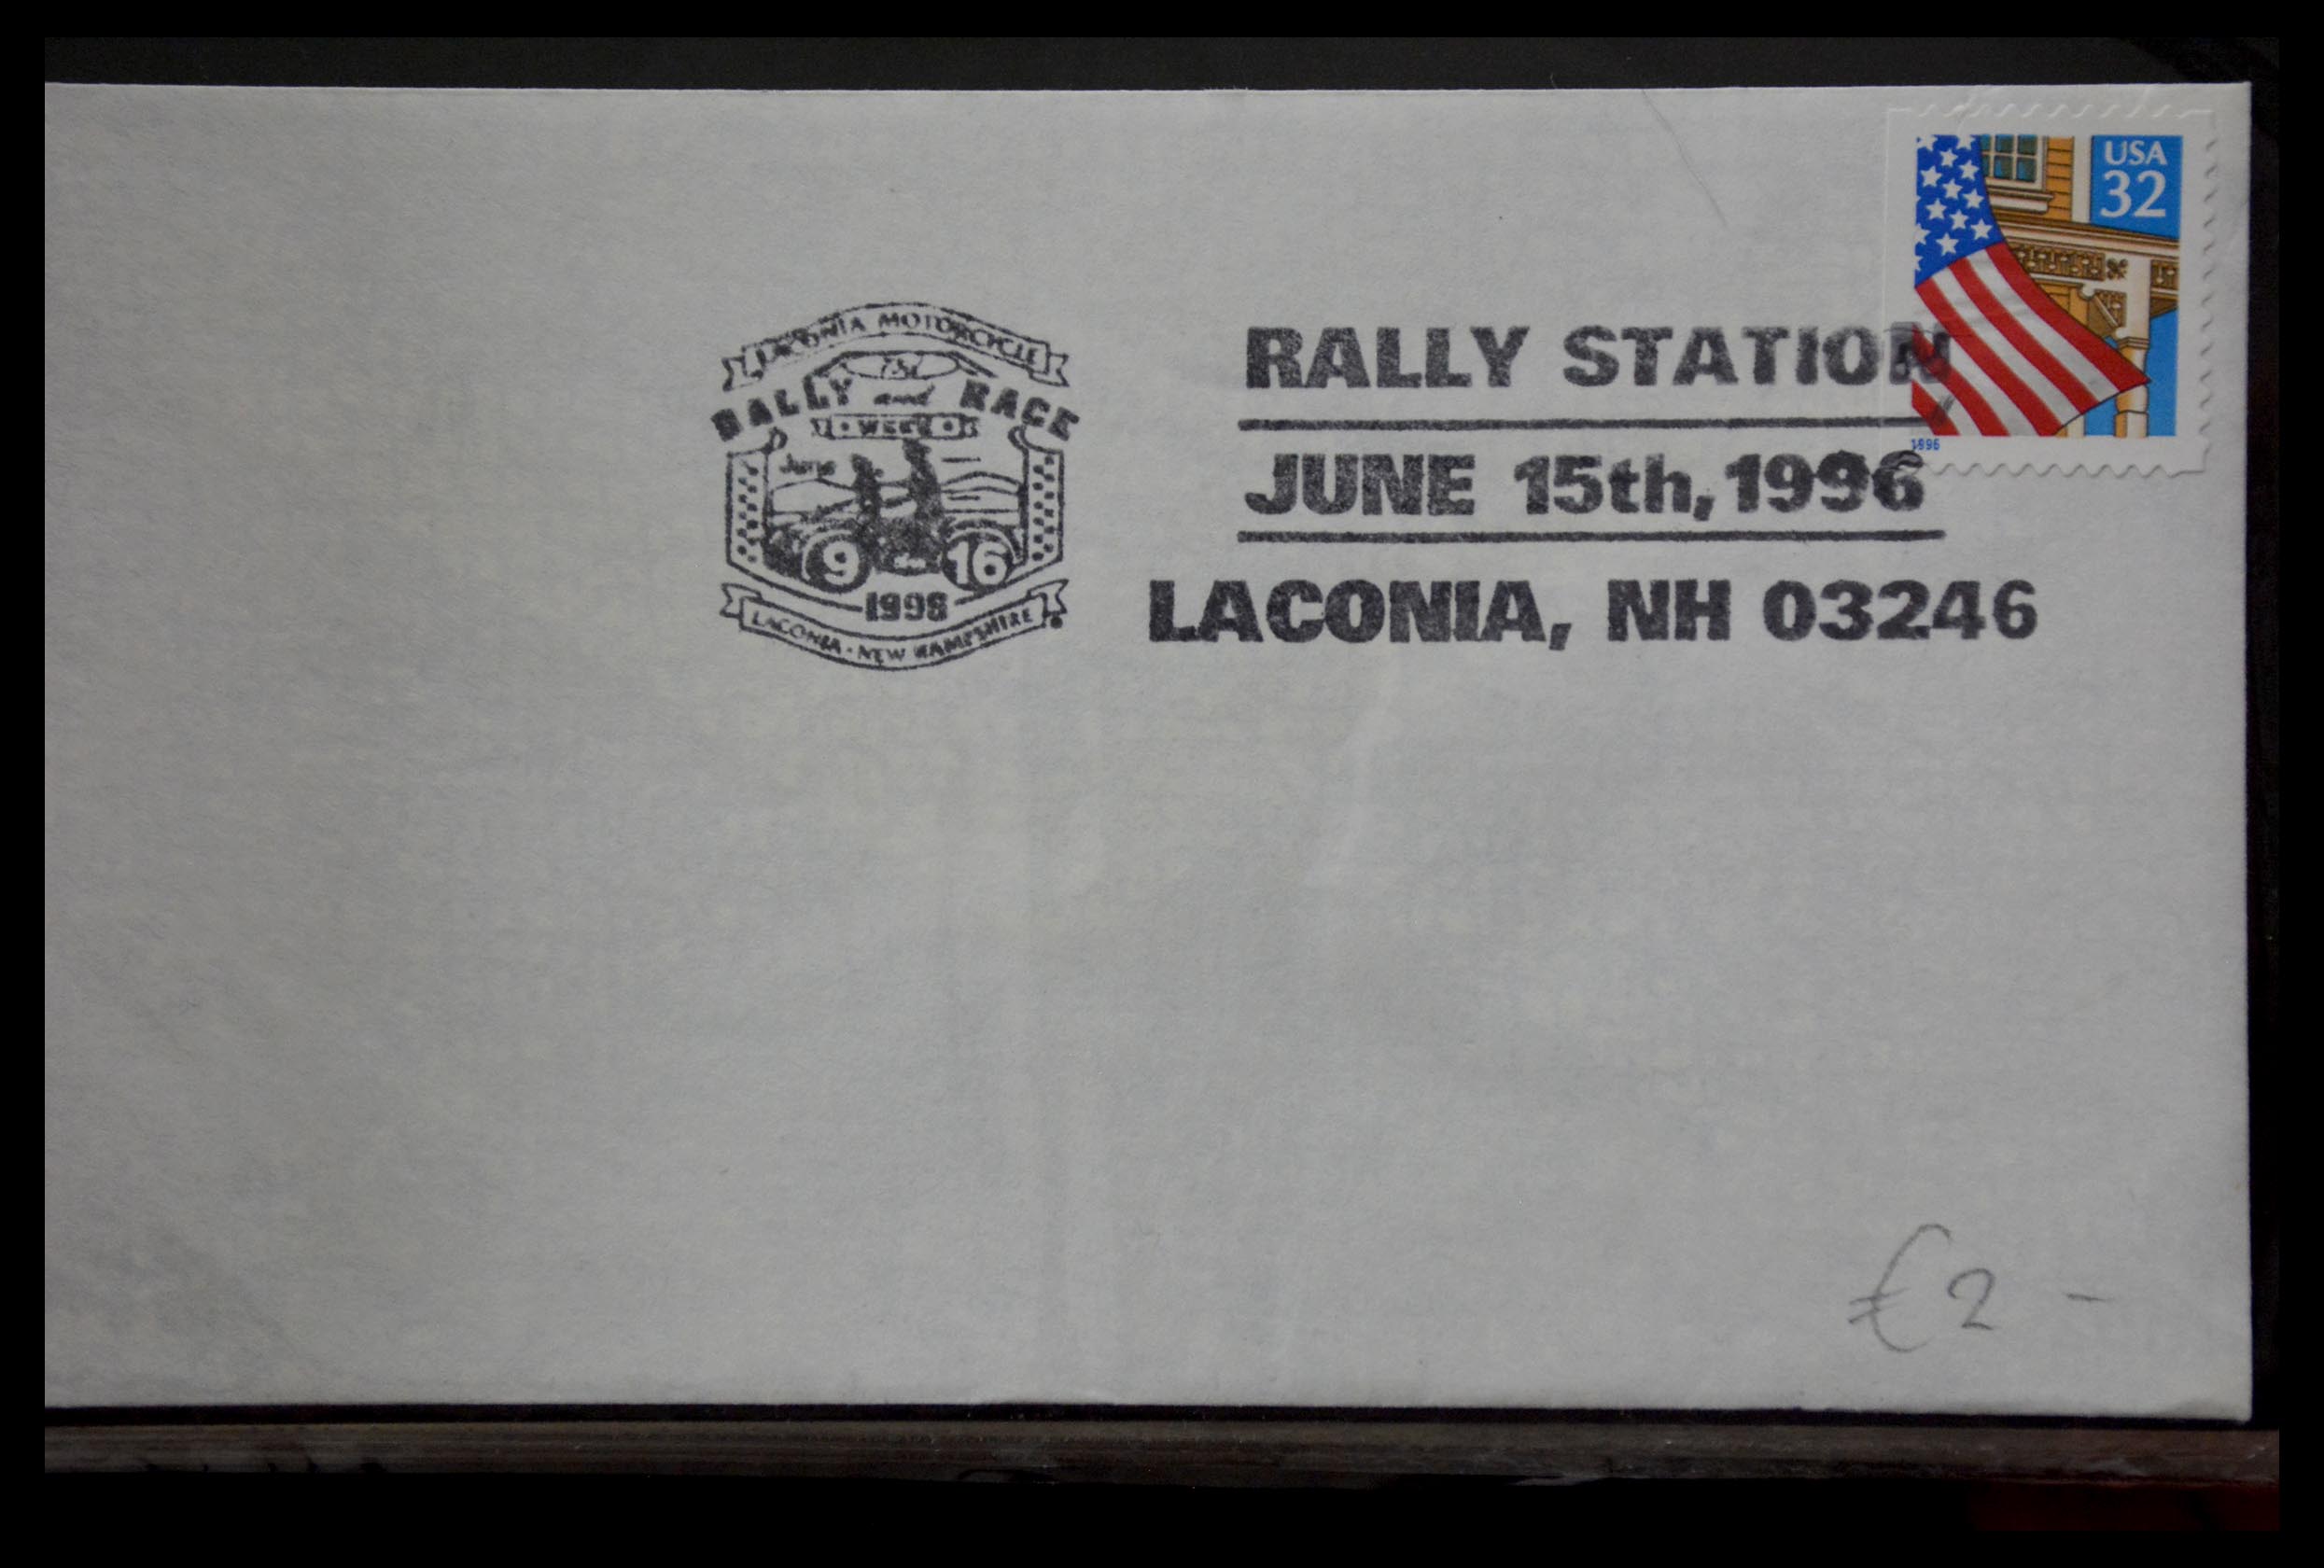 USA
32
1996
LACONIA MOTORCYCLE
RALLY and RACE
WEEK
June
9 16
1996
LACONIA • NEW HAMPSHIRE
RALLY STATION
JUNE 15th, 1996
LACONIA, NH 03246
€2 -